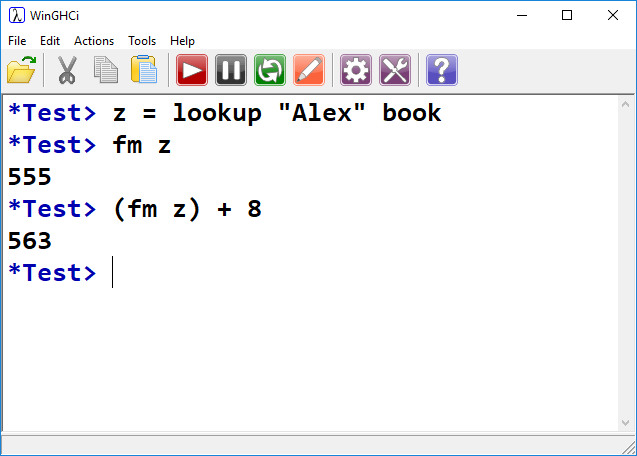 WinGHCi
File Edit Actions Tools Help
*Test> z = lookup "Alex" book
*Test> fm z
555
*Test> (fm z) + 8
563
*Test>